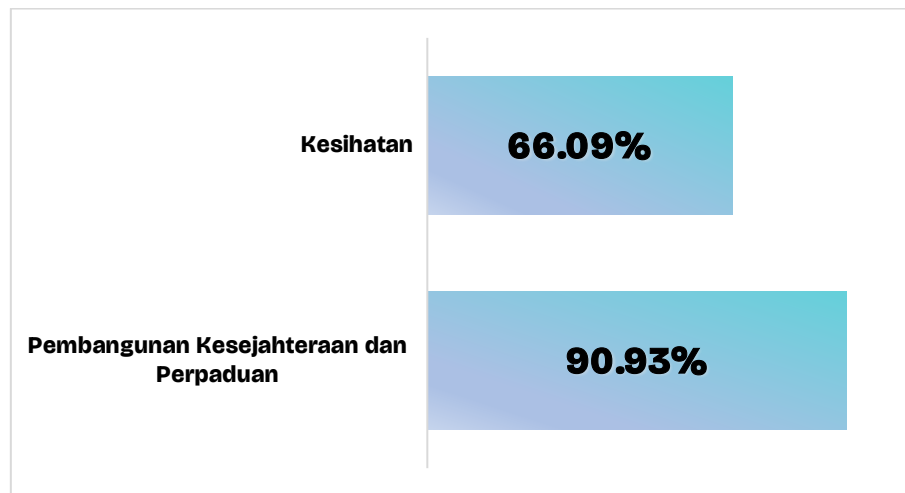 Kesihatan
66.09%
Pembangunan Kesejahteraan dan
Perpaduan
90.93%